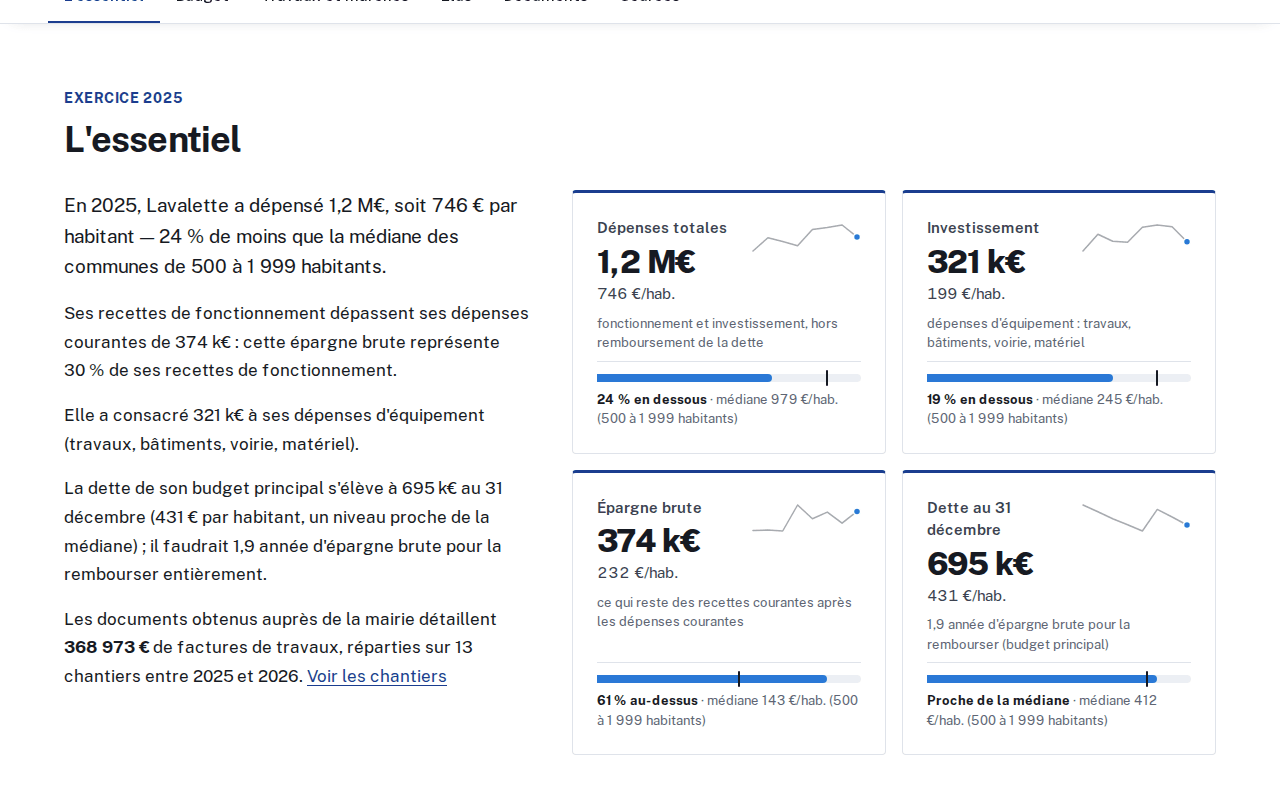 EXERCICE 2025
L'essentiel
En 2025, Lavalette a dépensé 1,2 M€, soit 746 € par
habitant — 24 % de moins que la médiane des
communes de 500 à 1 999 habitants.
Ses recettes de fonctionnement dépassent ses dépenses
courantes de 374 k€ : cette épargne brute représente
30 % de ses recettes de fonctionnement.
Elle a consacré 321 k€ à ses dépenses d'équipement
(travaux, bâtiments, voirie, matériel).
La dette de son budget principal s'élève à 695 k€ au 31
décembre (431 € par habitant, un niveau proche de la
médiane) ; il faudrait 1,9 année d'épargne brute pour la
rembourser entièrement.
Les documents obtenus auprès de la mairie détaillent
368 973 € de factures de travaux, réparties sur 13
chantiers entre 2025 et 2026. Voir les chantiers
Dépenses totales
1,2 M€
746 €/hab.
fonctionnement et investissement, hors
remboursement de la dette
24 % en dessous · médiane 979 €/hab.
(500 à 1 999 habitants)
Investissement
321 k€
199 €/hab.
dépenses d'équipement : travaux,
bâtiments, voirie, matériel
19 % en dessous · médiane 245 €/hab.
(500 à 1 999 habitants)
Épargne brute
374 k€
232 €/hab.
ce qui reste des recettes courantes après
les dépenses courantes
61 % au-dessus · médiane 143 €/hab. (500
à 1 999 habitants)
Dette au 31
décembre
695 k€
431 €/hab.
1,9 année d'épargne brute pour la
rembourser (budget principal)
Proche de la médiane · médiane 412
€/hab. (500 à 1 999 habitants)